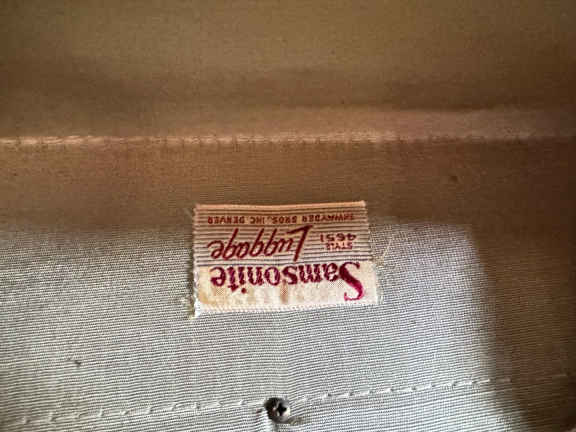 Samsonite
Luggage
STYLE
4651
SHWAYDER BROS., INC. DENVER